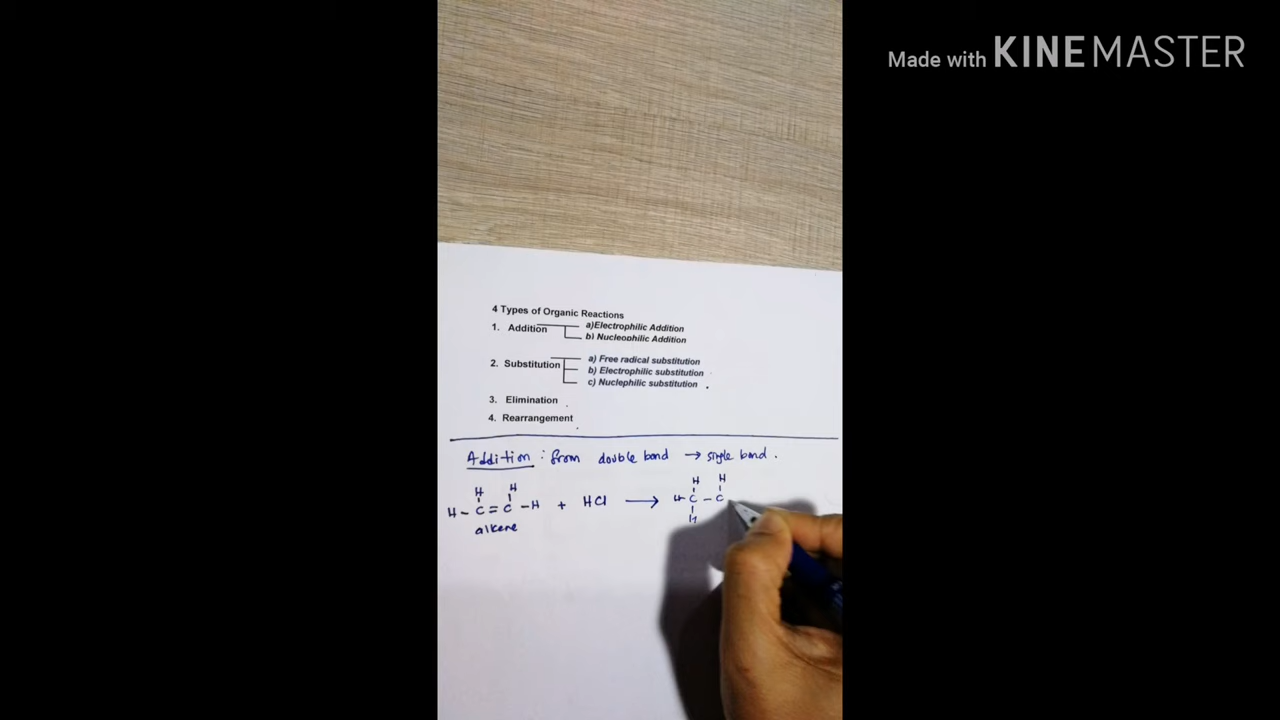 Made with KINEMASTER
4 Types of Organic Reactions
1. Addition
a)Electrophilic Addition
b) Nucleophilic Addition
2. Substitution
a) Free radical substitution
b) Electrophilic substitution
c) Nuclephilic substitution
3. Elimination
4. Rearrangement
Addition : from double bond → single bond .
H H H H
H - C = C - H + HCl → H C - C
alkene H